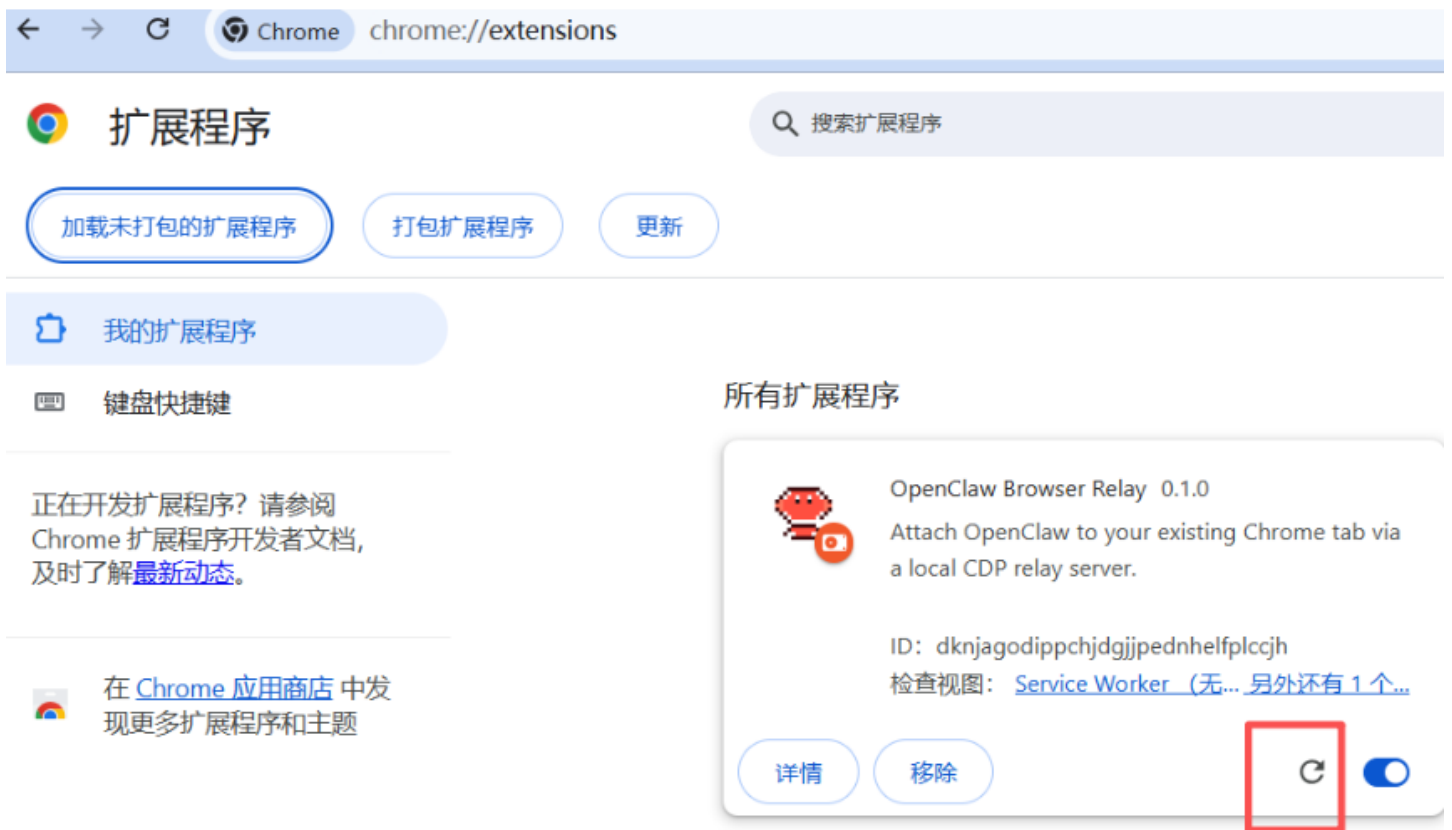 Chrome chrome://extensions
扩展程序
搜索扩展程序
加载未打包的扩展程序 打包扩展程序 更新
我的扩展程序
键盘快捷键
正在开发扩展程序？请参阅
Chrome 扩展程序开发者文档,
及时了解最新动态。
在 Chrome 应用商店 中发
现更多扩展程序和主题
所有扩展程序
OpenClaw Browser Relay 0.1.0
Attach OpenClaw to your existing Chrome tab via
a local CDP relay server.
ID：dknjagodippchjdgjjpednhelfplccjh
检查视图： Service Worker （无... 另外还有 1 个...
详情 移除